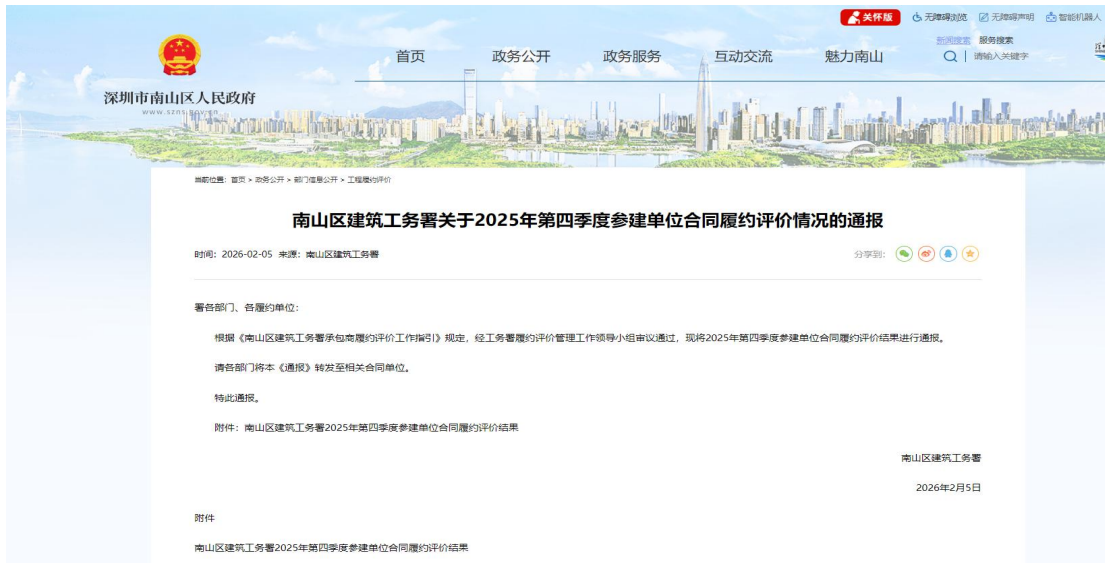 关怀版 无障碍浏览 无障碍声明 智能机器人
新闻搜索 服务搜索
首页 政务公开 政务服务 互动交流 魅力南山 请输入关键字
深圳市南山区人民政府
www.szns.gov.cn
当前位置：首页 > 政务公开 > 部门信息公开 > 工程履约评价
南山区建筑工务署关于2025年第四季度参建单位合同履约评价情况的通报
时间：2026-02-05 来源：南山区建筑工务署 分享到：
署各部门、各履约单位：
根据《南山区建筑工务署承包商履约评价工作指引》规定，经工务署履约评价管理工作领导小组审议通过，现将2025年第四季度参建单位合同履约评价结果进行通报。
请各部门将本《通报》转发至相关合同单位。
特此通报。
附件：南山区建筑工务署2025年第四季度参建单位合同履约评价结果
南山区建筑工务署
2026年2月5日
附件
南山区建筑工务署2025年第四季度参建单位合同履约评价结果